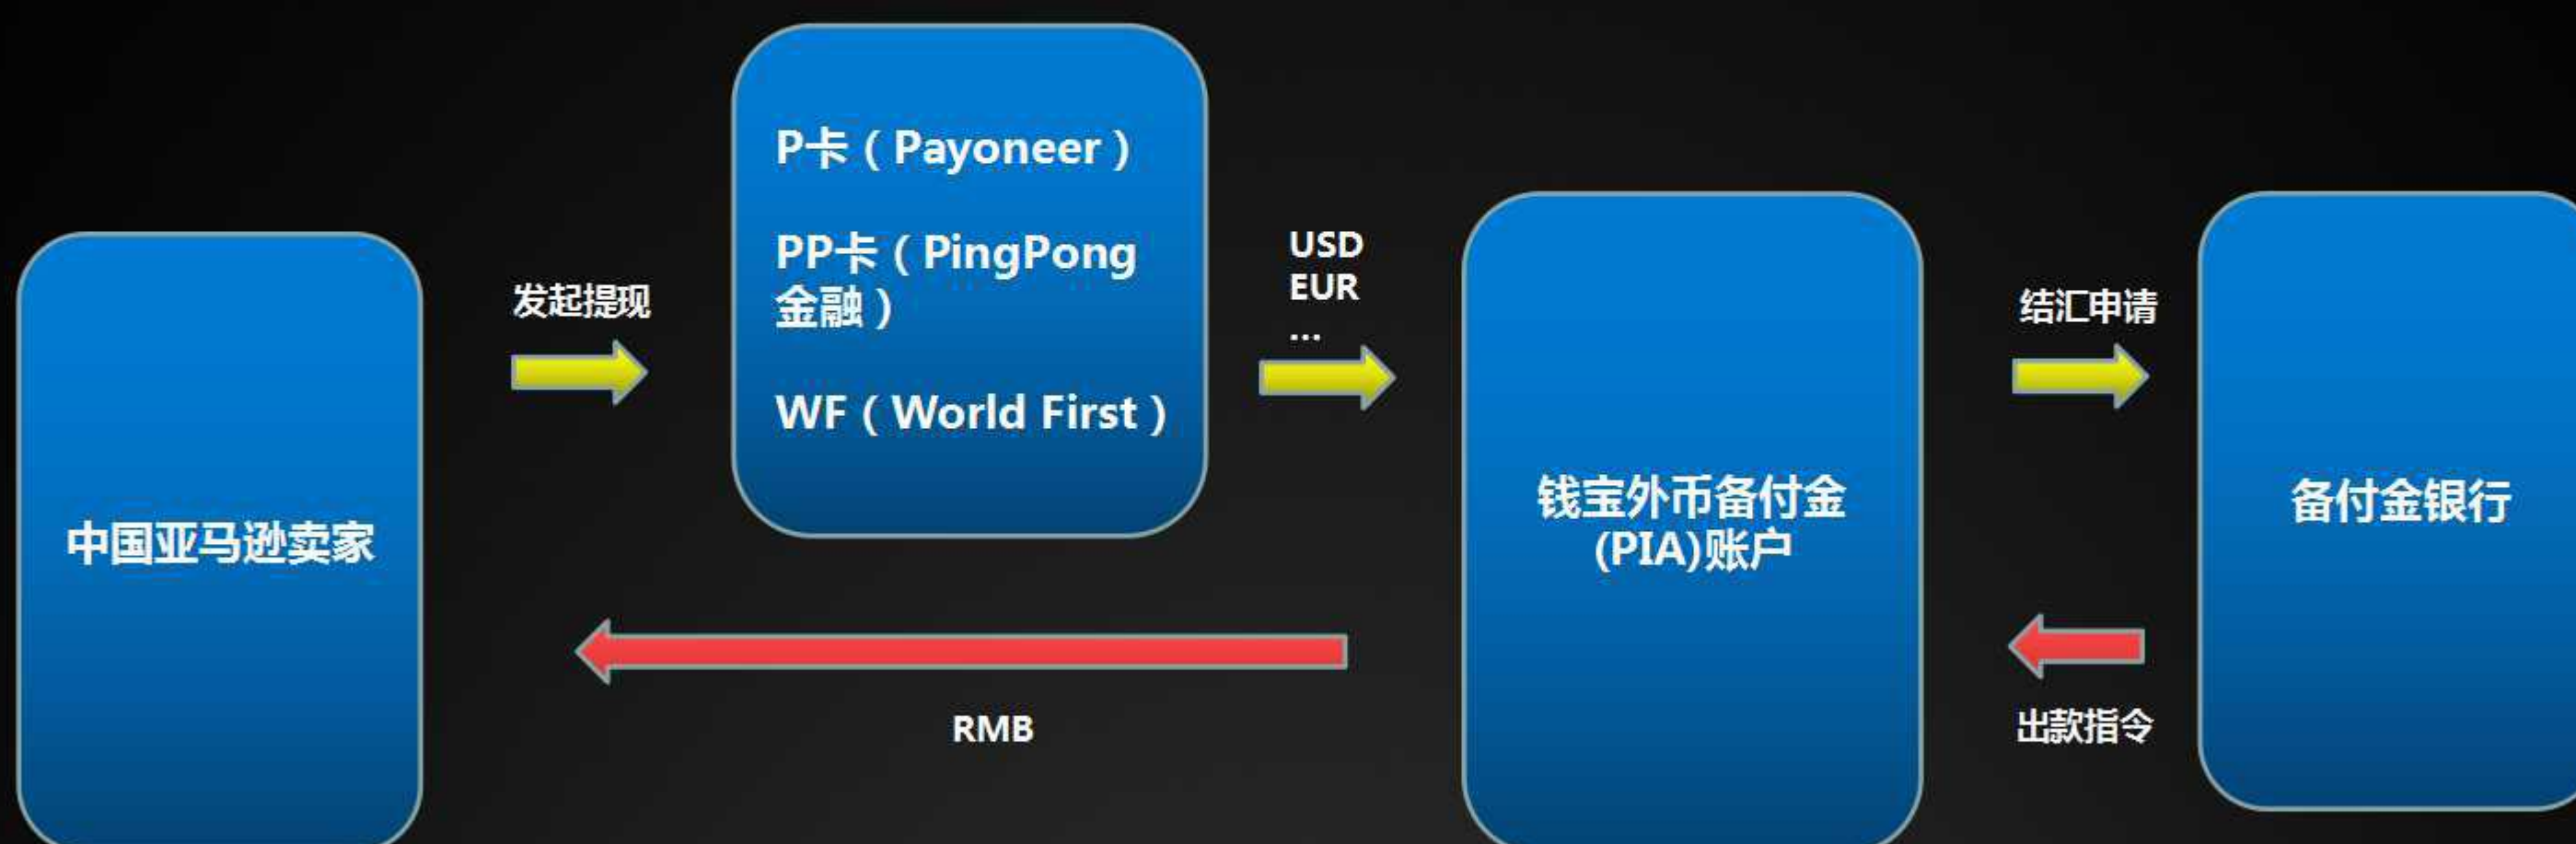 中国亚马逊卖家
发起提现
P卡（Payoneer）
PP卡（PingPong
金融）
WF（World First）
USD
EUR
...
钱宝外币备付金
(PIA)账户
结汇申请
备付金银行
出款指令
RMB